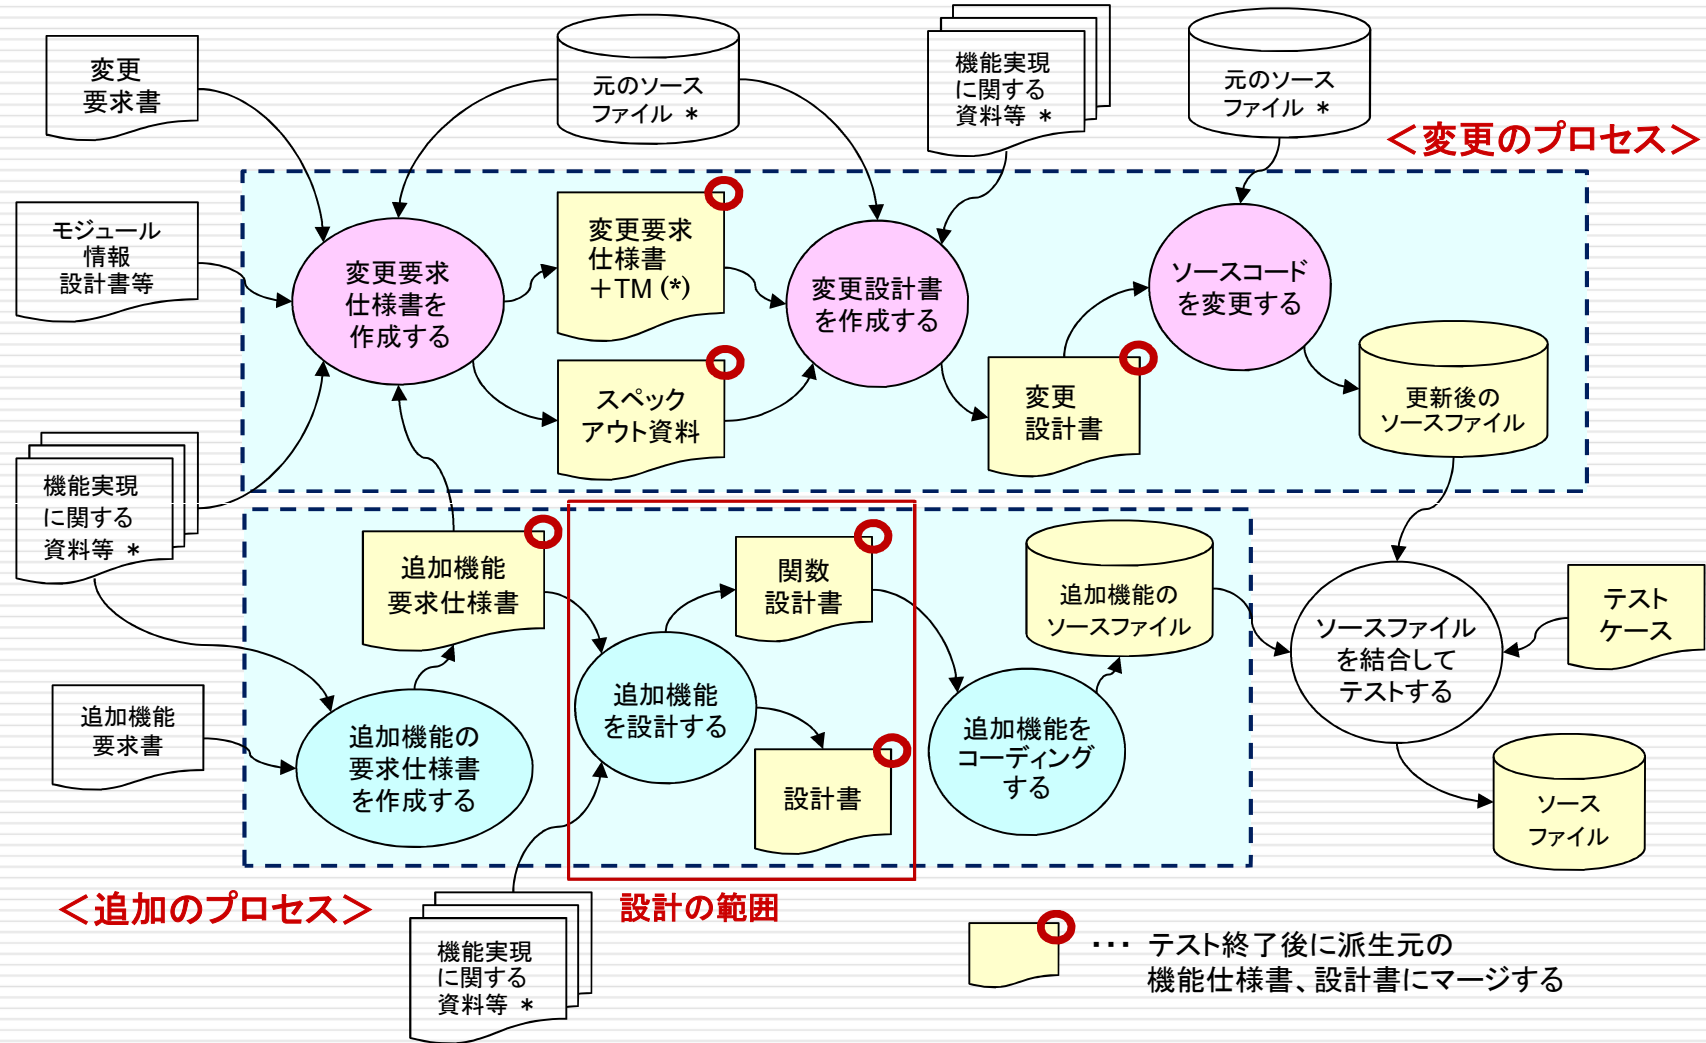 変更
要求書
元のソース
ファイル *
機能実現
に関する
資料等 *
元のソース
ファイル *
＜変更のプロセス＞
モジュール
情報
設計書等
変更要求
仕様書を
作成する
変更要求
仕様書
＋TM (*)
変更設計書
を作成する
ソースコード
を変更する
スペック
アウト資料
変更
設計書
更新後の
ソースファイル
機能実現
に関する
資料等 *
追加機能
要求仕様書
関数
設計書
追加機能の
ソースファイル
ソースファイル
を結合して
テストする
テスト
ケース
追加機能
要求書
追加機能の
要求仕様書
を作成する
追加機能
を設計する
設計書
追加機能を
コーディング
する
ソース
ファイル
＜追加のプロセス＞
設計の範囲
機能実現
に関する
資料等 *
･･･ テスト終了後に派生元の
機能仕様書、設計書にマージする